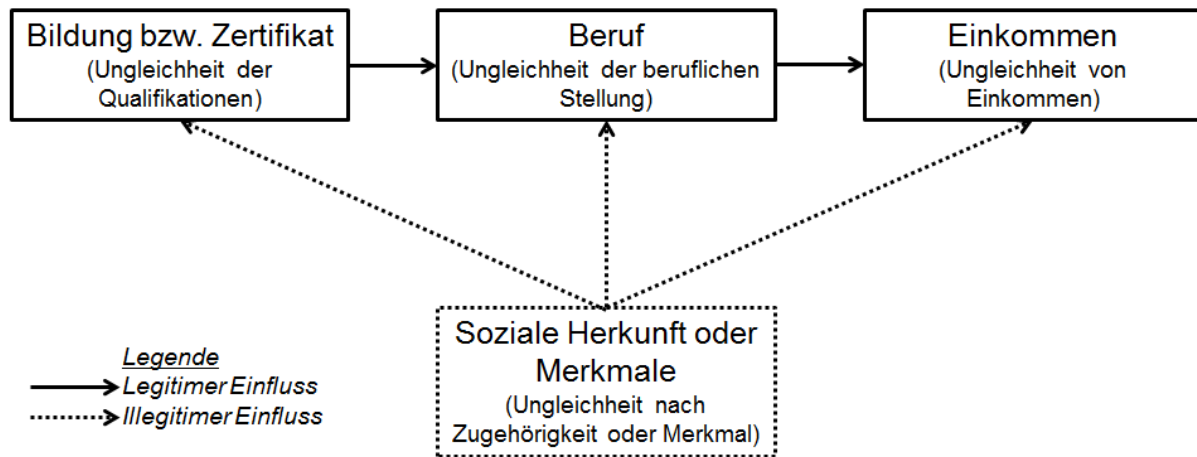 Bildung bzw. Zertifikat
(Ungleichheit der
Qualifikationen)
Beruf
(Ungleichheit der beruflichen
Stellung)
Einkommen
(Ungleichheit von
Einkommen)
Soziale Herkunft oder
Merkmale
(Ungleichheit nach
Zugehörigkeit oder Merkmal)
Legende
Legitimer Einfluss
Illegitimer Einfluss